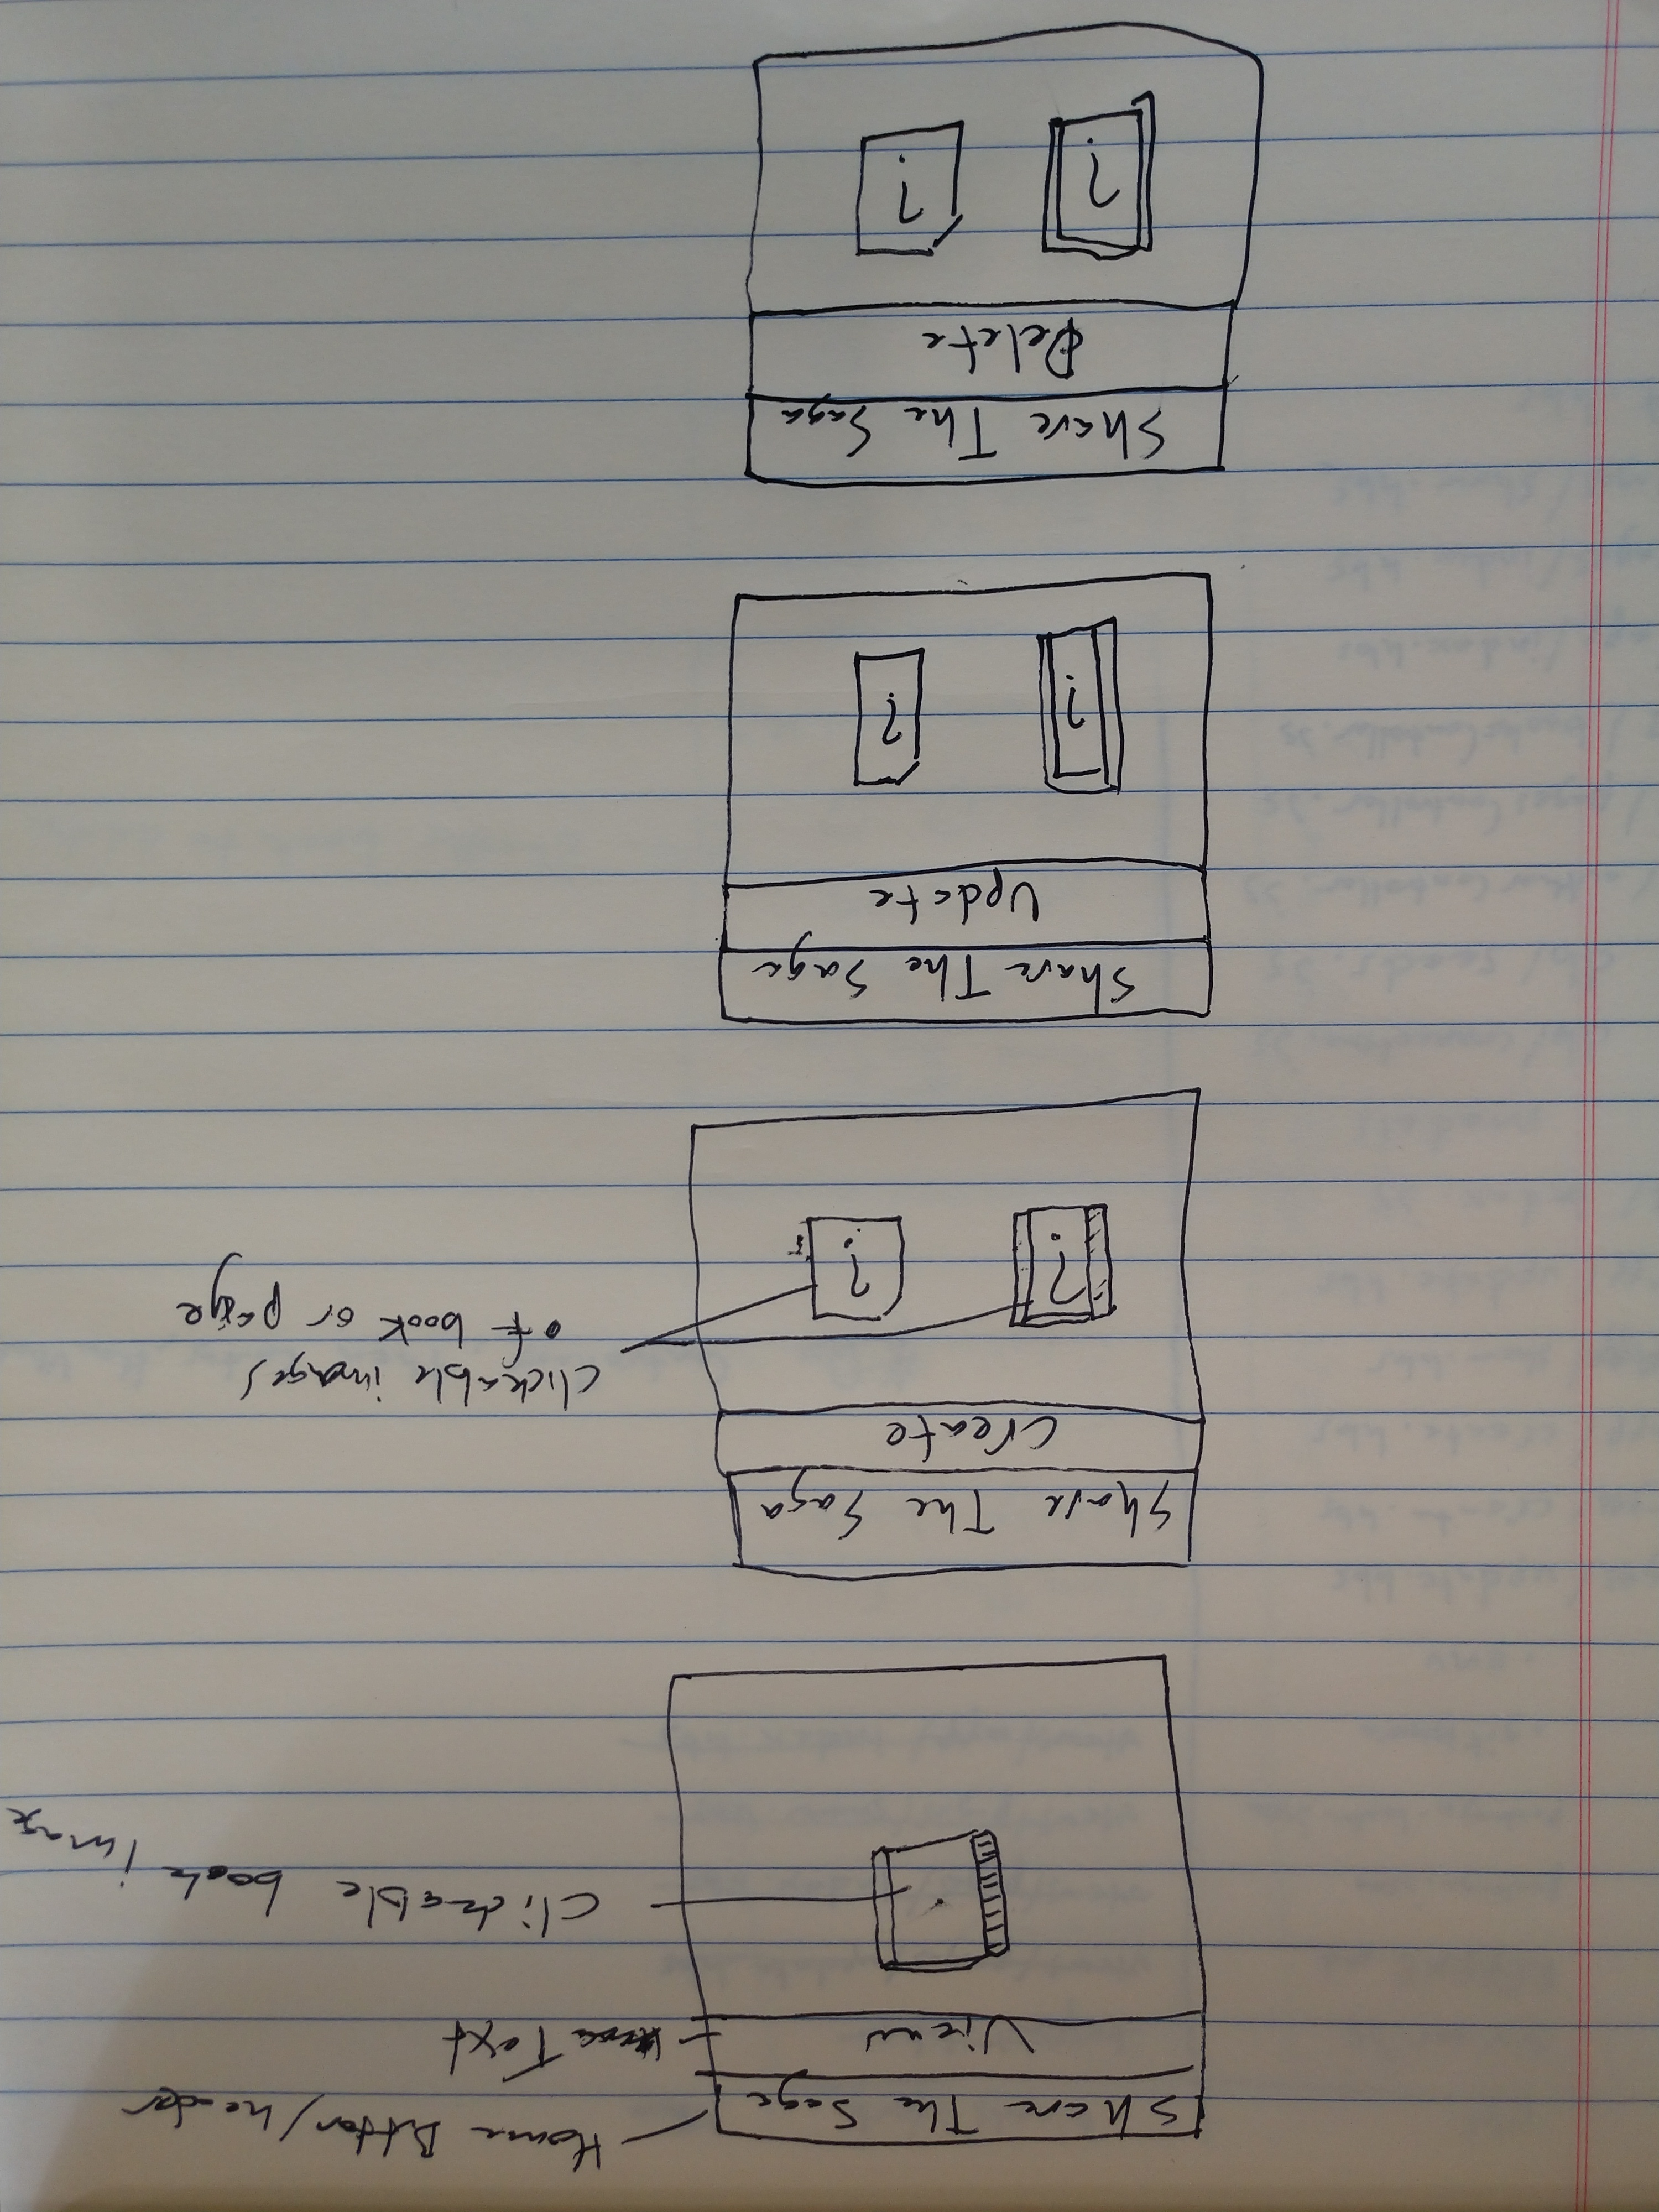 Share The Saga
Home Button/header
View
Text
Clickable book image
Share The Saga
Create
clickable images
of book or page
? ?
Share The Saga
Update
? ?
Share The Saga
Delete
? ?